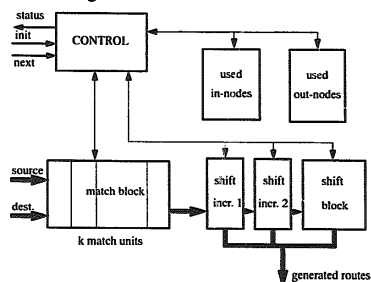 status
init
next
CONTROL
used
in-nodes
used
out-nodes
source
dest.
match block
k match units
shift
incr. 1
shift
incr. 2
shift
block
generated routes